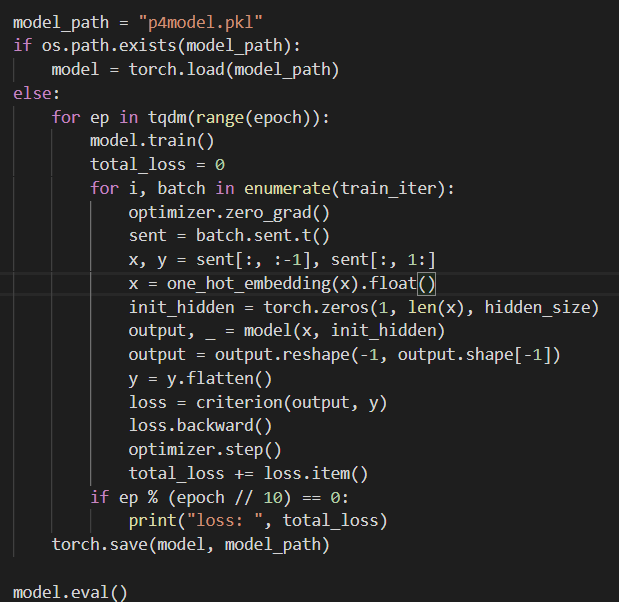 model_path = "p4model.pkl"
if os.path.exists(model_path):
    model = torch.load(model_path)
else:
    for ep in tqdm(range(epoch)):
        model.train()
        total_loss = 0
        for i, batch in enumerate(train_iter):
            optimizer.zero_grad()
            sent = batch.sent.t()
            x, y = sent[:, :-1], sent[:, 1:]
            x = one_hot_embedding(x).float()
            init_hidden = torch.zeros(1, len(x), hidden_size)
            output, _ = model(x, init_hidden)
            output = output.reshape(-1, output.shape[-1])
            y = y.flatten()
            loss = criterion(output, y)
            loss.backward()
            optimizer.step()
            total_loss += loss.item()
        if ep % (epoch // 10) == 0:
            print("loss: ", total_loss)
    torch.save(model, model_path)

model.eval()